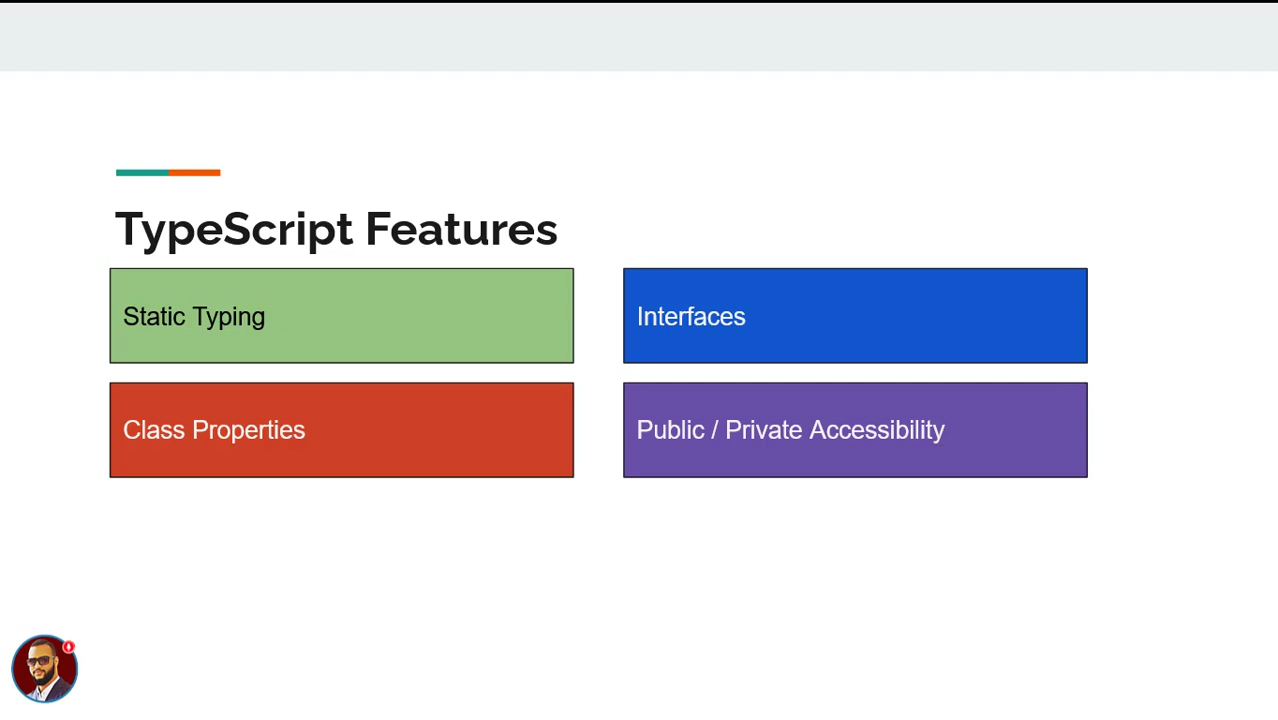 TypeScript Features
Static Typing
Interfaces
Class Properties
Public / Private Accessibility